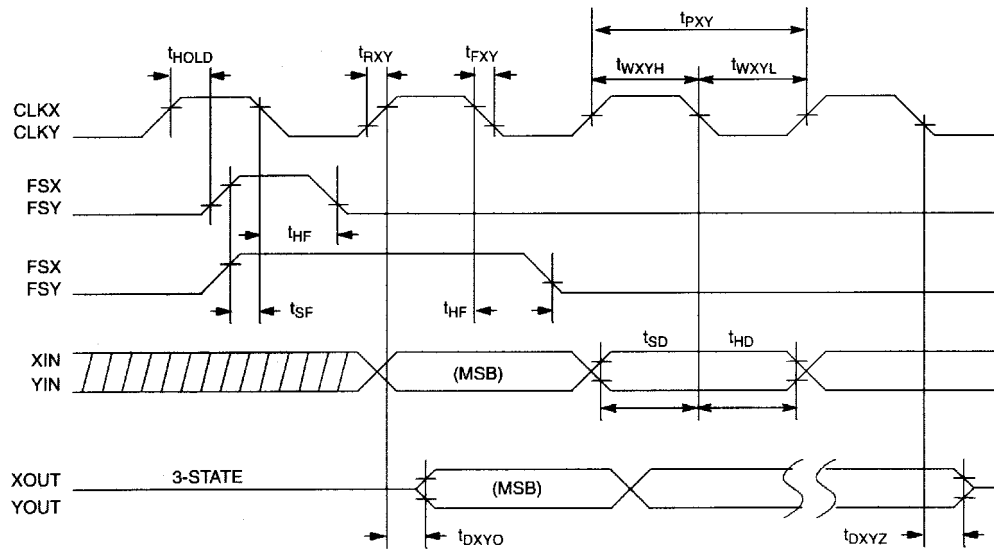 tPXY
tHOLD
tRXY
tFXY
tWXYH
tWXYL
CLKX
CLKY
FSX
FSY
tHF
FSX
FSY
tSF
tHF
tSD
tHD
XIN
YIN
(MSB)
XOUT
YOUT
3-STATE
(MSB)
tDXYO
tDXYZ